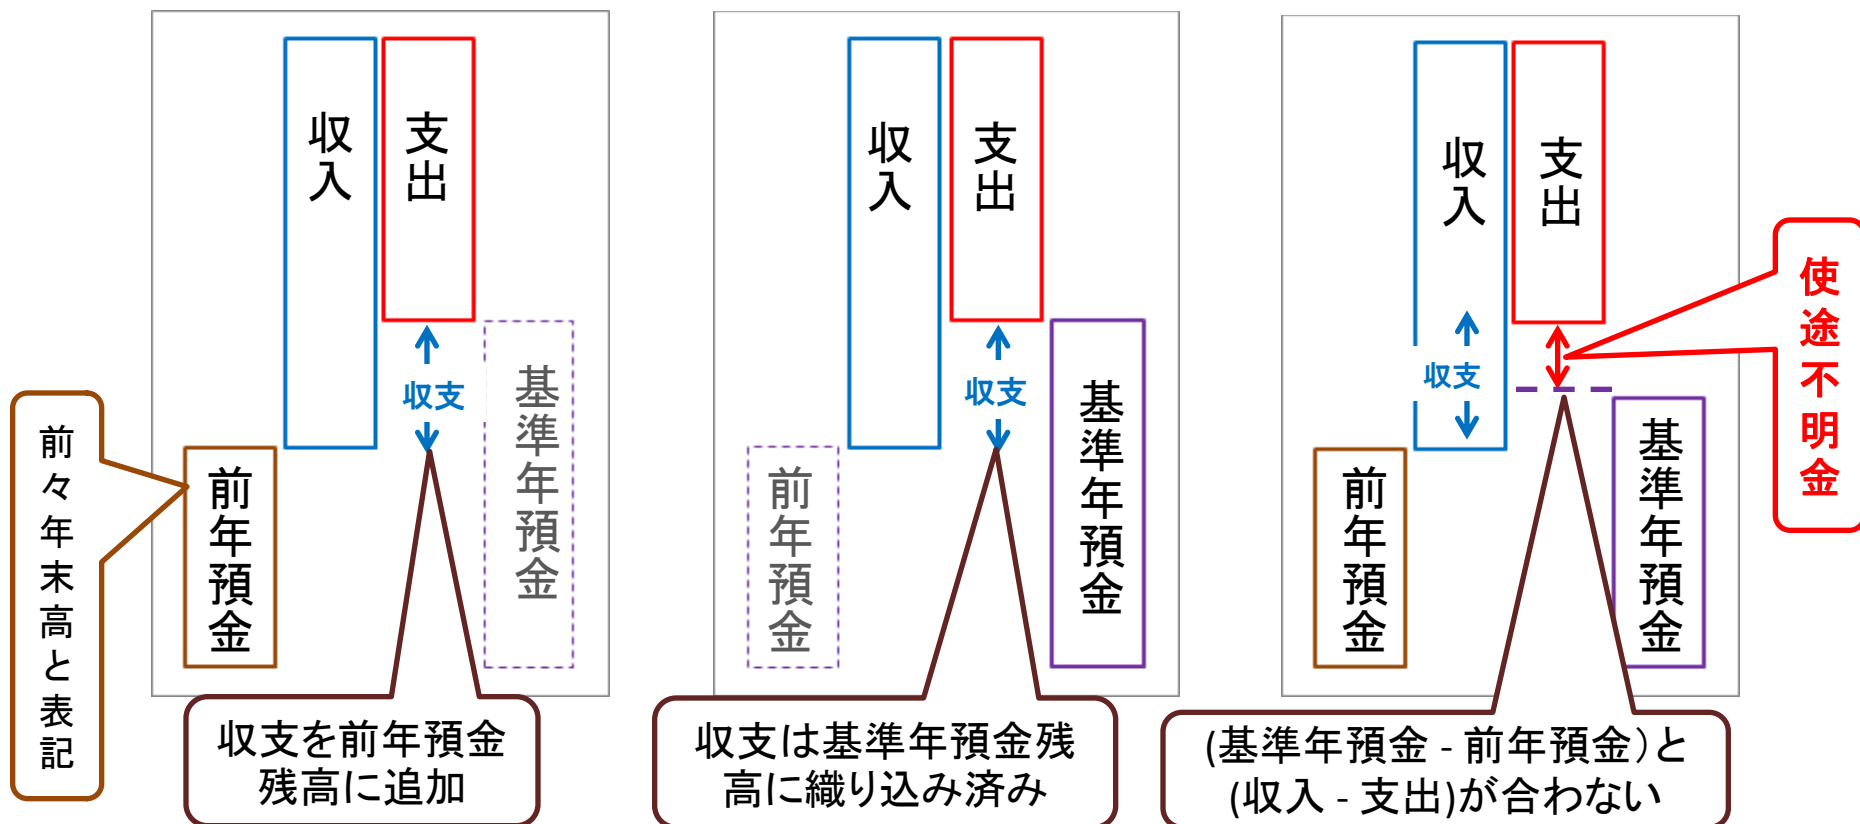 前々年末高と表記
前年預金
収入
支出
収支
基準年預金
収支を前年預金
残高に追加
前年預金
収入
支出
収支
基準年預金
収支は基準年預金残
高に織り込み済み
前年預金
収入
支出
収支
基準年預金
使途不明金
(基準年預金 - 前年預金)と
(収入 - 支出)が合わない